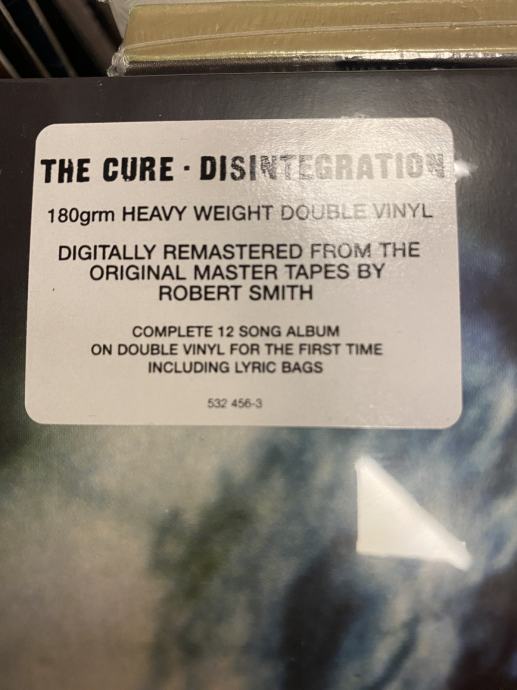 THE CURE · DISINTEGRATION
180grm HEAVY WEIGHT DOUBLE VINYL
DIGITALLY REMASTERED FROM THE
ORIGINAL MASTER TAPES BY
ROBERT SMITH
COMPLETE 12 SONG ALBUM
ON DOUBLE VINYL FOR THE FIRST TIME
INCLUDING LYRIC BAGS
532 456-3